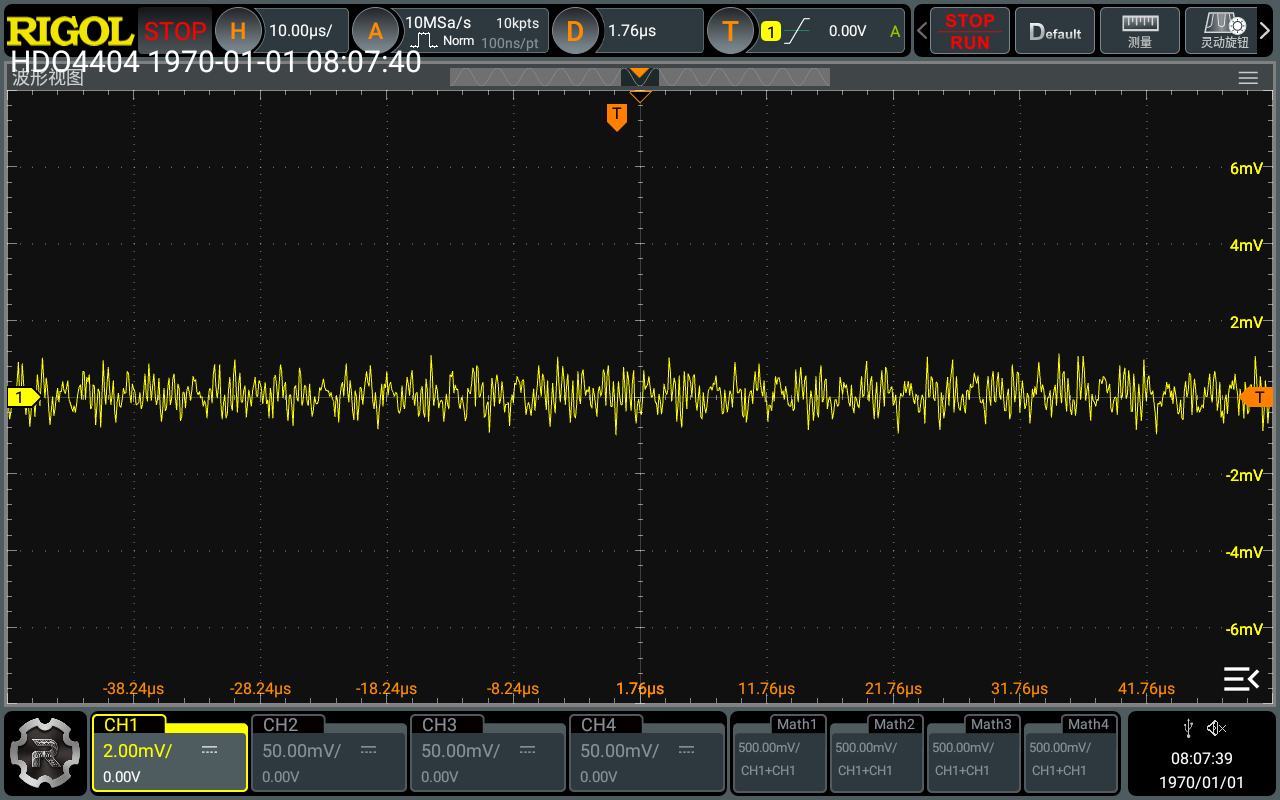 RIGOL STOP H 10.00µs/ A 10MSa/s 10kpts Norm 100ns/pt D 1.76µs T 1 0.00V A STOP RUN Default 测量 灵动旋钮
HDO4404 1970-01-01 08:07:40
波形视图
T
6mV
4mV
2mV
1 T
-2mV
-4mV
-6mV
-38.24µs -28.24µs -18.24µs -8.24µs 1.76µs 11.76µs 21.76µs 31.76µs 41.76µs
CH1 CH2 CH3 CH4 Math1 Math2 Math3 Math4
2.00mV/ 50.00mV/ 50.00mV/ 50.00mV/ 500.00mV/ 500.00mV/ 500.00mV/ 500.00mV/
0.00V 0.00V 0.00V 0.00V CH1+CH1 CH1+CH1 CH1+CH1 CH1+CH1
08:07:39
1970/01/01